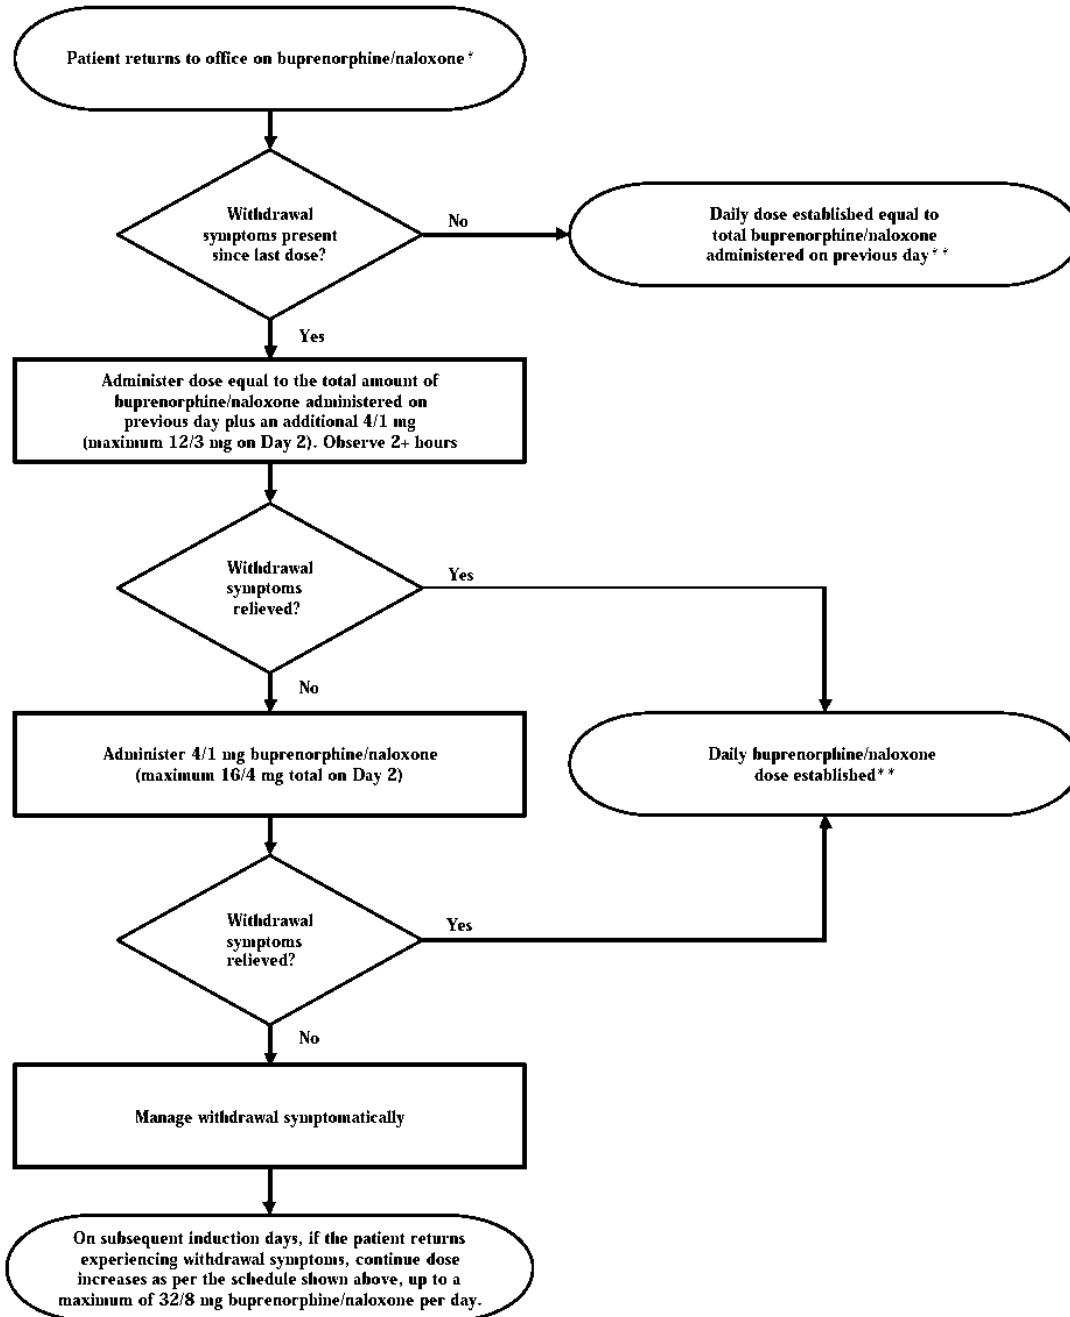 Patient returns to office on buprenorphine/naloxone*
Withdrawal
symptoms present
since last dose?
No
Daily dose established equal to
total buprenorphine/naloxone
administered on previous day**
Yes
Administer dose equal to the total amount of
buprenorphine/naloxone administered on
previous day plus an additional 4/1 mg
(maximum 12/3 mg on Day 2). Observe 2+ hours
Withdrawal
symptoms
relieved?
Yes
No
Administer 4/1 mg buprenorphine/naloxone
(maximum 16/4 mg total on Day 2)
Daily buprenorphine/naloxone
dose established**
Withdrawal
symptoms
relieved?
Yes
No
Manage withdrawal symptomatically
On subsequent induction days, if the patient returns
experiencing withdrawal symptoms, continue dose
increases as per the schedule shown above, up to a
maximum of 32/8 mg buprenorphine/naloxone per day.